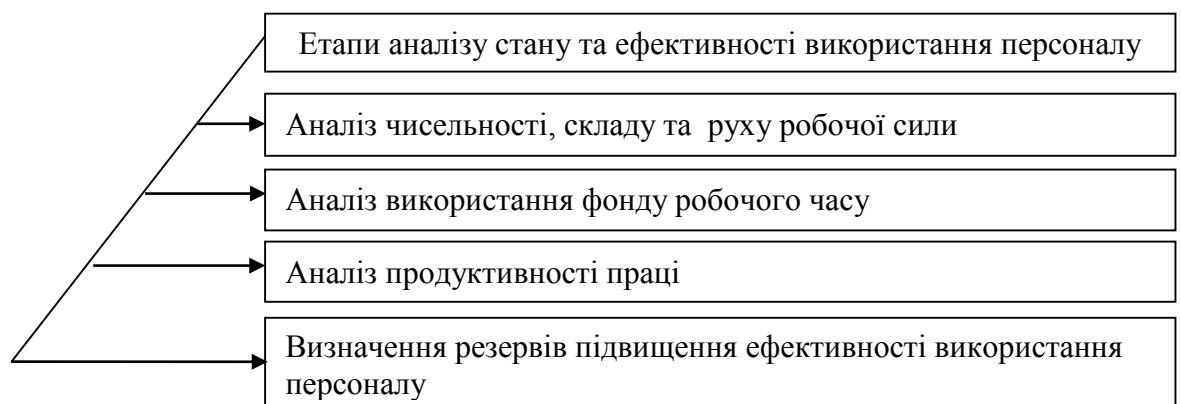 Етапи аналізу стану та ефективності використання персоналу
Аналіз чисельності, складу та руху робочої сили
Аналіз використання фонду робочого часу
Аналіз продуктивності праці
Визначення резервів підвищення ефективності використання
персоналу